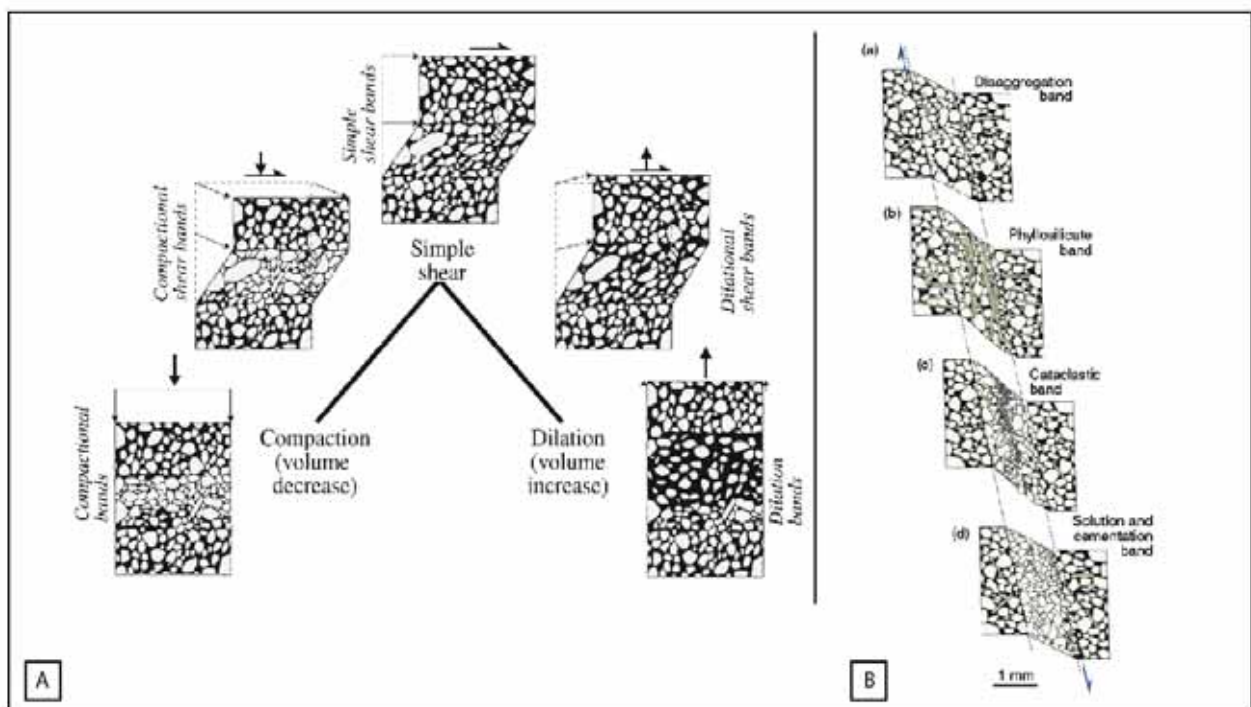 Simple
shear bands
Compactional
shear bands
Simple
shear
Dilational
shear bands
Compactional
bands
Compaction
(volume
decrease)
Dilation
(volume
increase)
Dilation
bands
A
(a)
Disaggregation
band
(b)
Phyllosilicate
band
(c)
Cataclastic
band
(d)
Solution and
cementation
band
1 mm
B